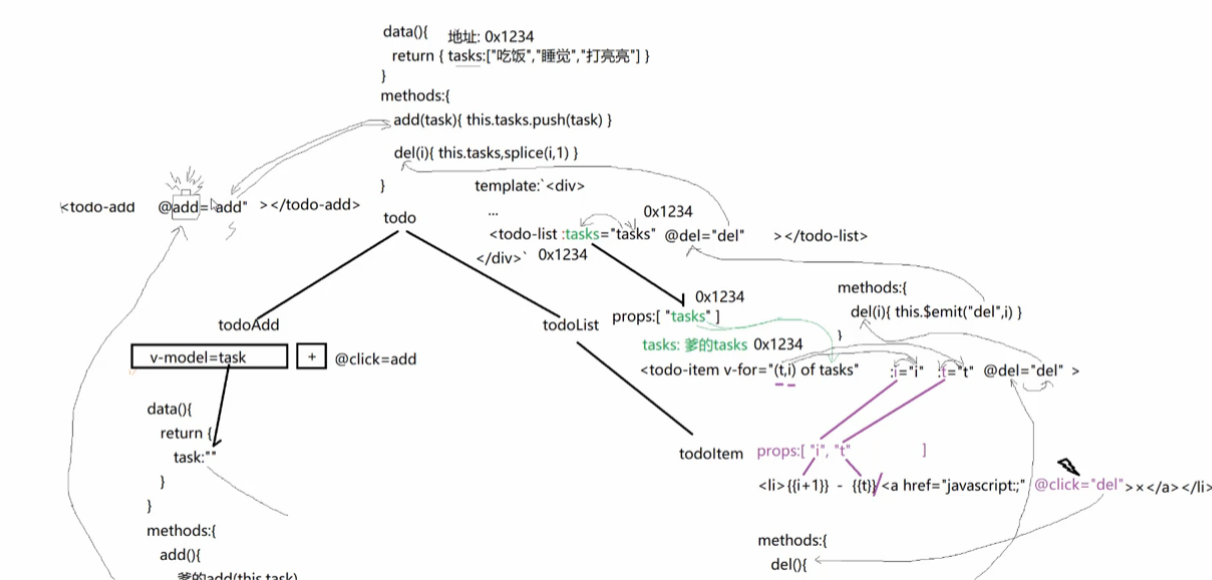 data(){ 地址: 0x1234
return { tasks:["吃饭","睡觉","打亮亮"] }
}
methods:{
add(task){ this.tasks.push(task) }
del(i){ this.tasks,splice(i,1) }
}
template:`<div>
...
<todo-add @add="add" ></todo-add>
todo
0x1234
<todo-list :tasks="tasks" @del="del" ></todo-list>
</div>` 0x1234
methods:{
del(i){ this.$emit("del",i) }
}
todoAdd
todoList
0x1234
props:[ "tasks" ]
tasks: 爹的tasks 0x1234
v-model=task
+
@click=add
<todo-item v-for="(t,i) of tasks" :i="i" :t="t" @del="del" >
data(){
return {
task:""
}
}
methods:{
add(){
爹的add(this.task)
todoItem
props:[ "i", "t" ]
<li>{{i+1}} - {{t}}<a href="javascript:;" @click="del">×</a></li>
methods:{
del(){